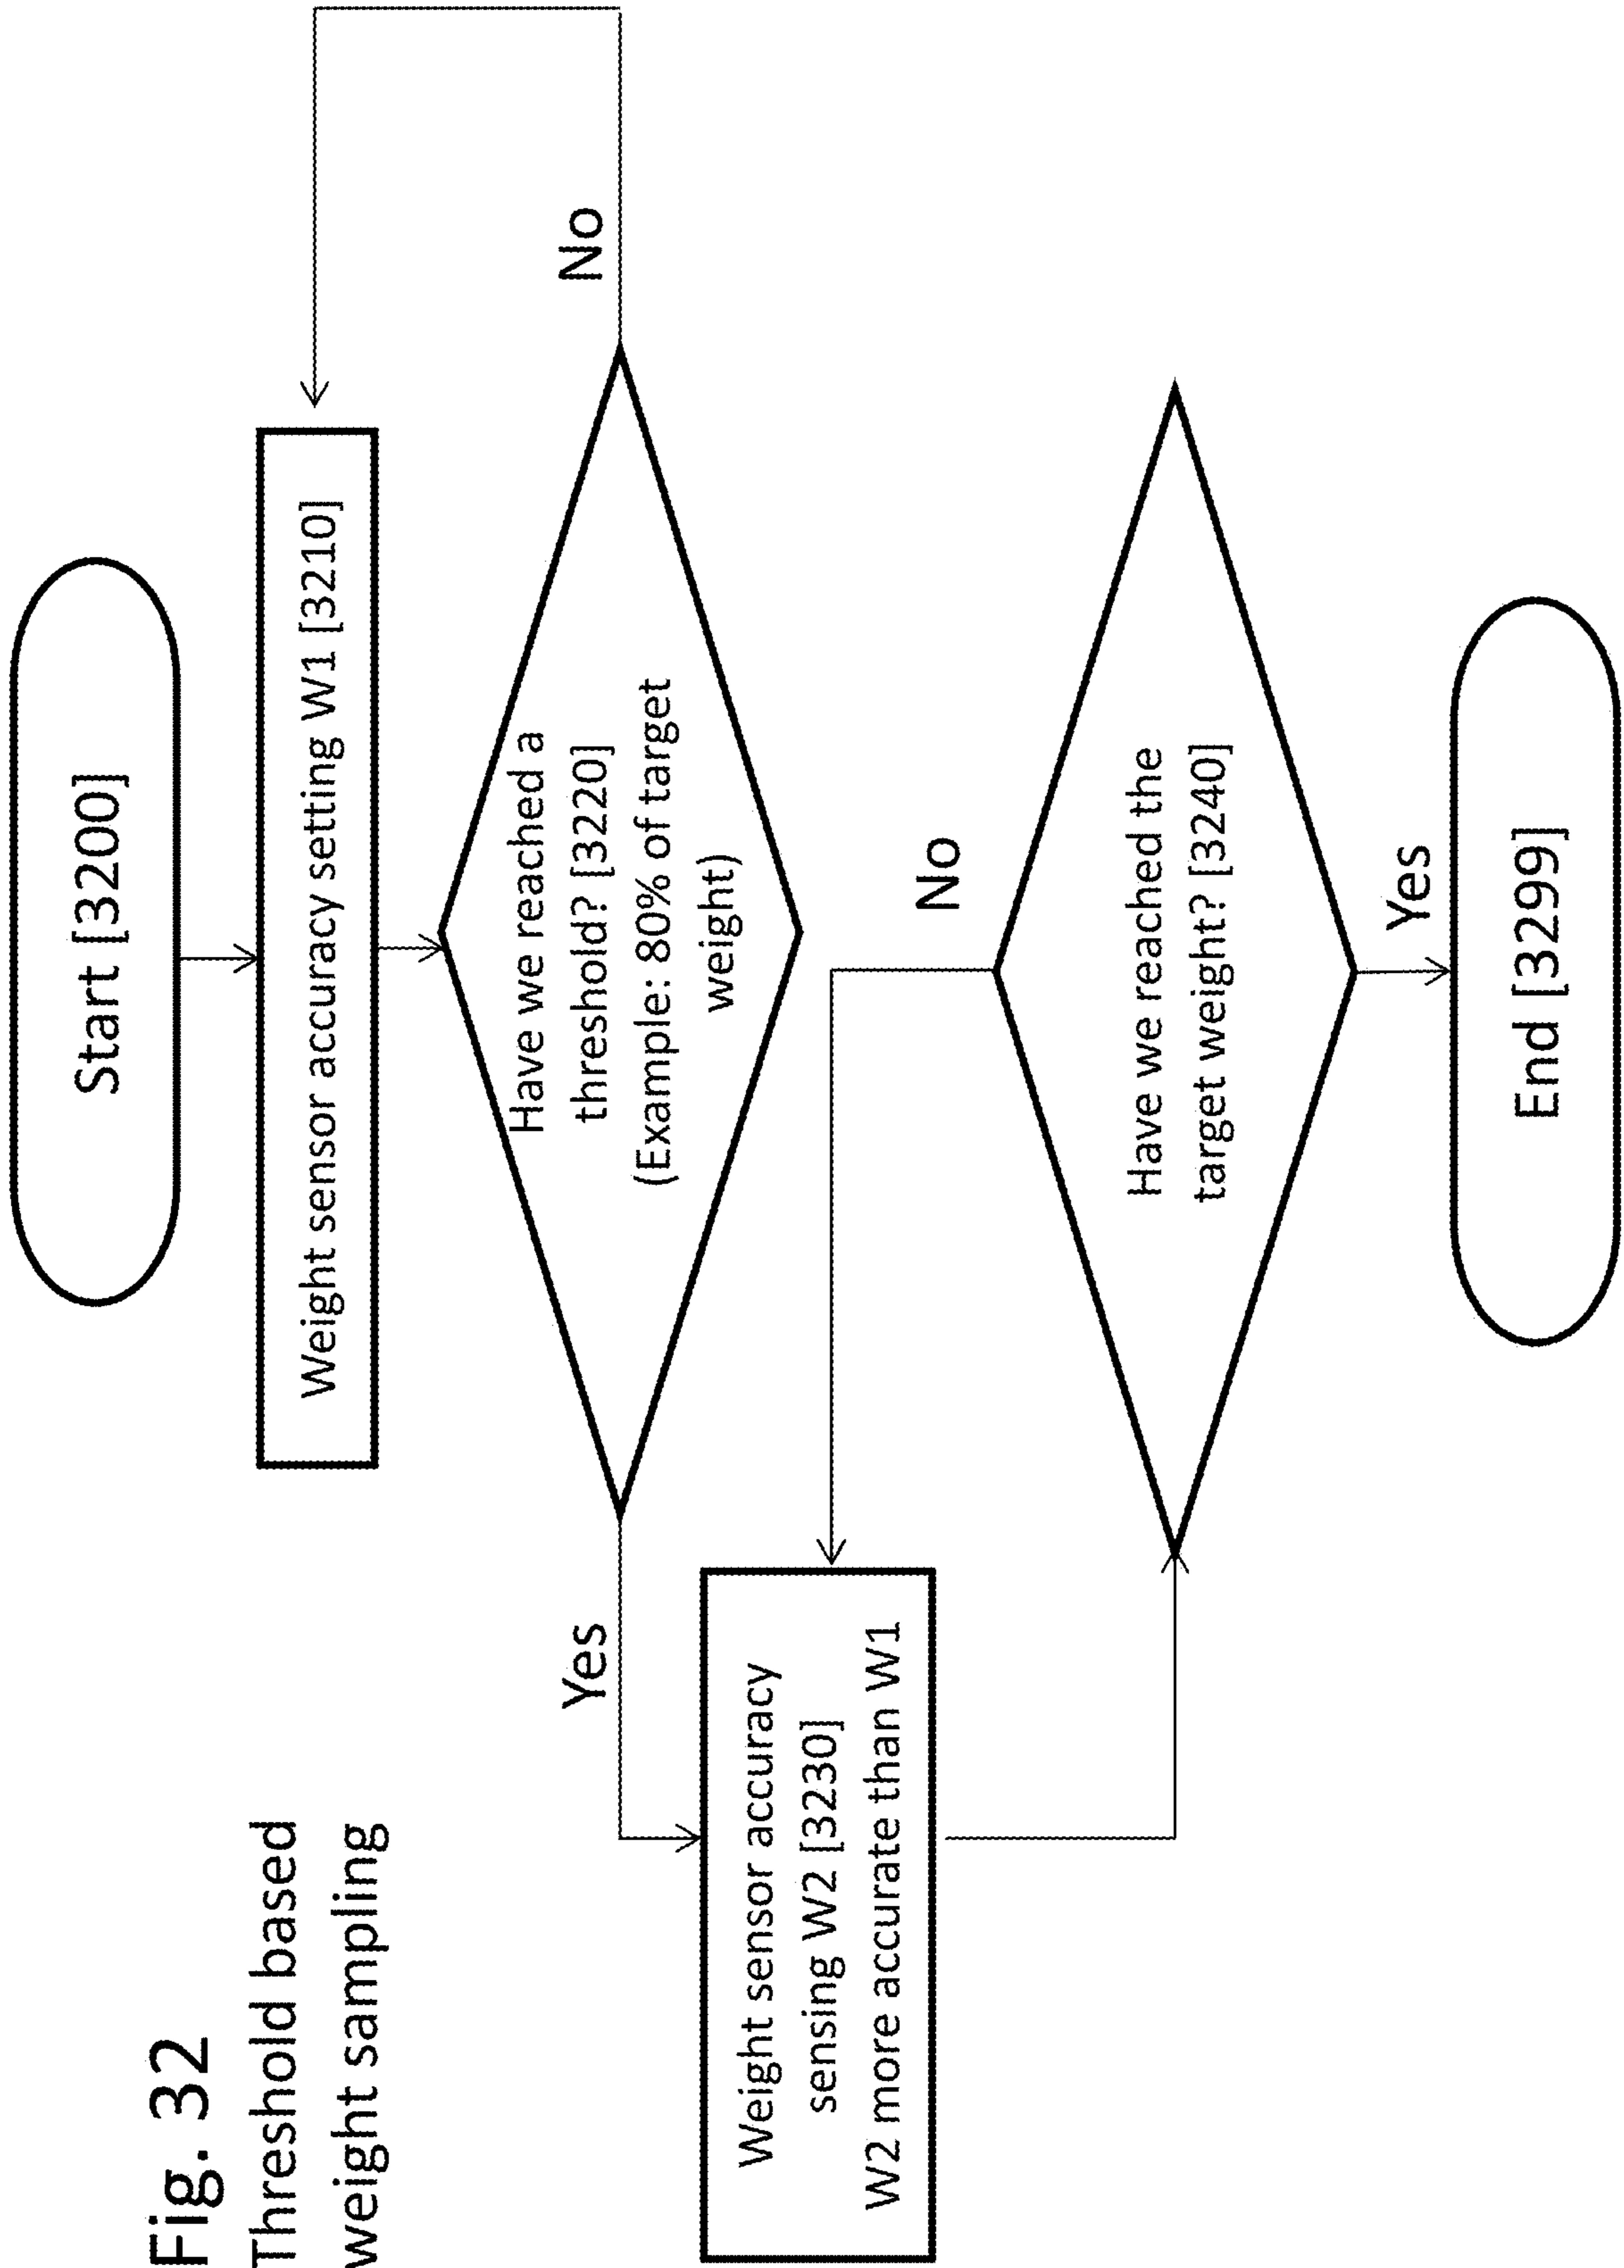 Fig. 32
Threshold based
weight sampling
Start [3200]
Weight sensor accuracy setting W1 [3210]
Have we reached a
threshold? [3220]
(Example: 80% of target
weight)
No
Yes
Weight sensor accuracy
sensing W2 [3230]
W2 more accurate than W1
No
Have we reached the
target weight? [3240]
Yes
End [3299]